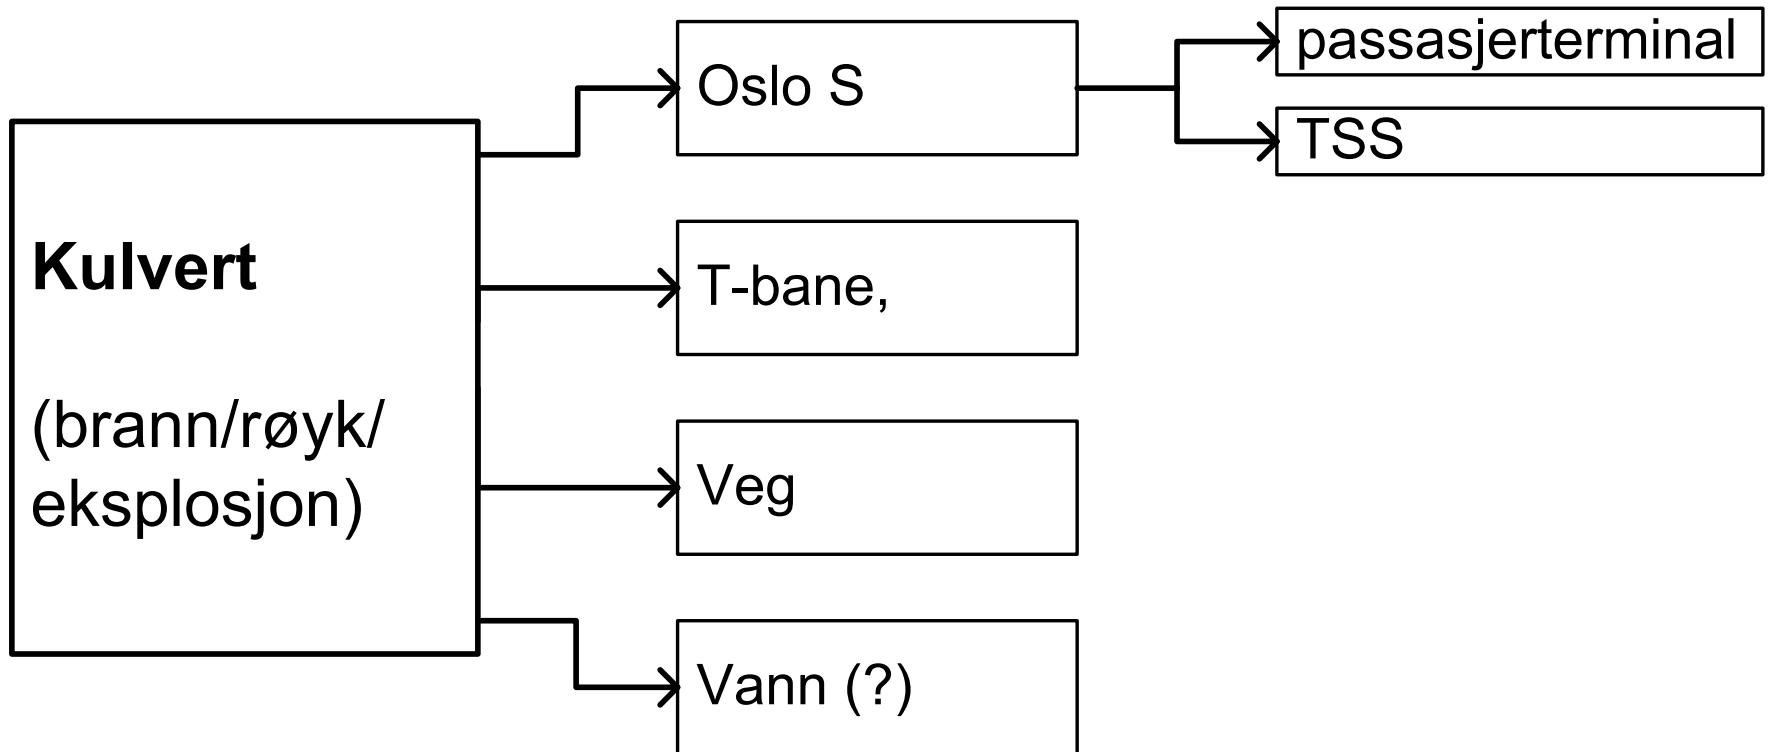 Kulvert
(brann/røyk/
eksplosjon)
Oslo S
passasjerterminal
TSS
T-bane,
Veg
Vann (?)